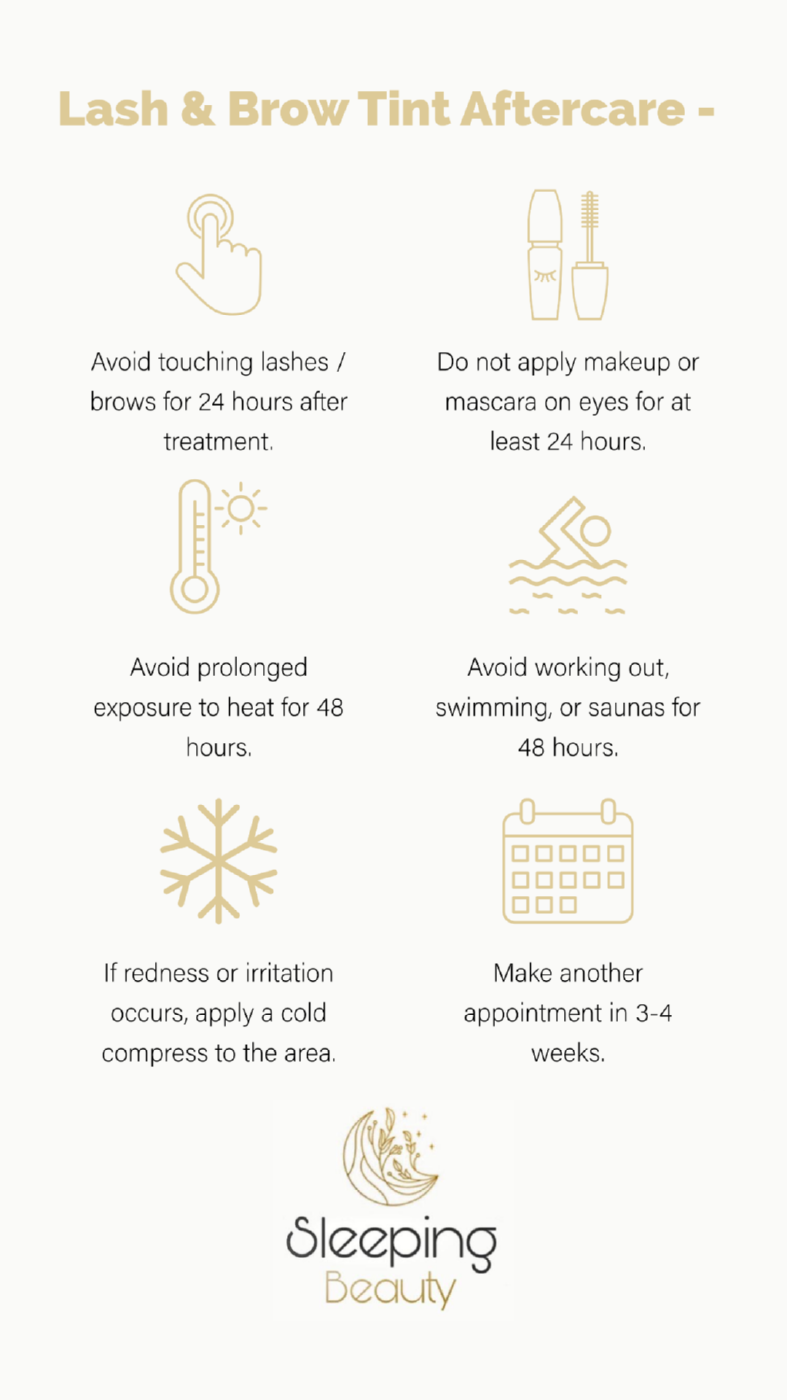 Lash & Brow Tint Aftercare -
Avoid touching lashes /
brows for 24 hours after
treatment.
Do not apply makeup or
mascara on eyes for at
least 24 hours.
Avoid prolonged
exposure to heat for 48
hours.
Avoid working out,
swimming, or saunas for
48 hours.
If redness or irritation
occurs, apply a cold
compress to the area.
Make another
appointment in 3-4
weeks.
Sleeping
Beauty